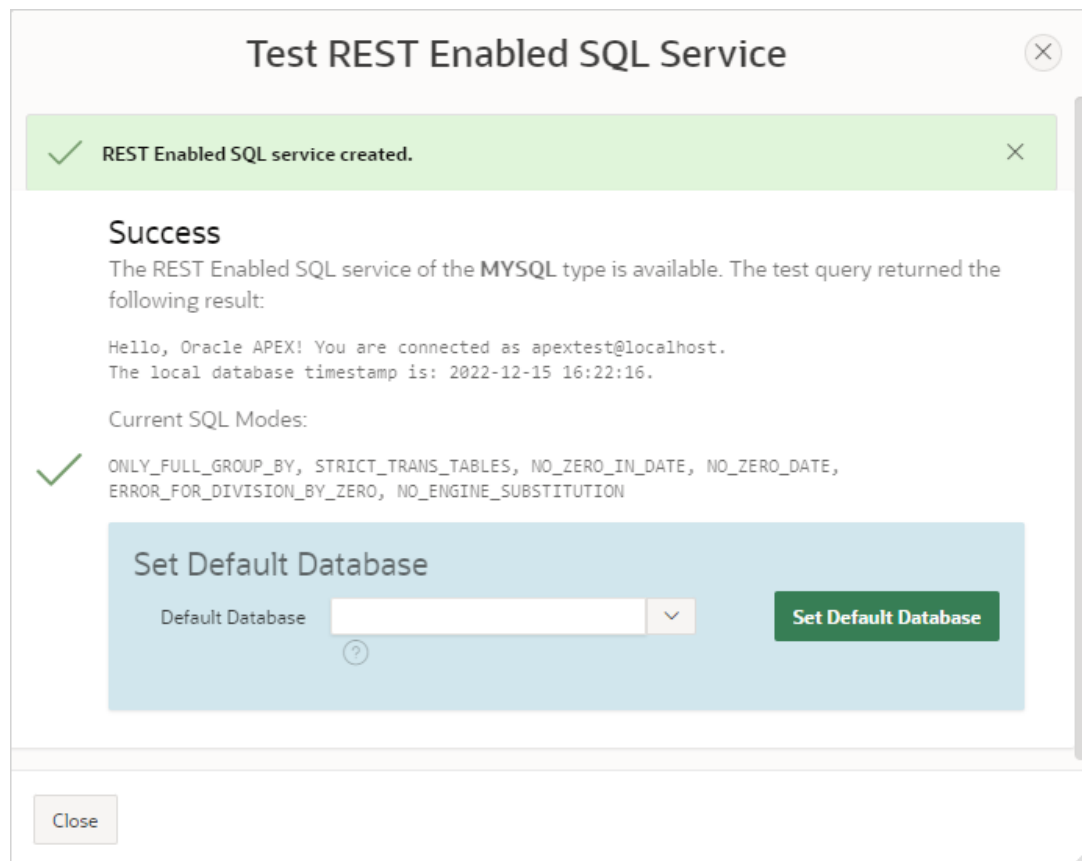 Test REST Enabled SQL Service
REST Enabled SQL service created.
Success
The REST Enabled SQL service of the MYSQL type is available. The test query returned the
following result:
Hello, Oracle APEX! You are connected as apextest@localhost.
The local database timestamp is: 2022-12-15 16:22:16.
Current SQL Modes:
ONLY_FULL_GROUP_BY, STRICT_TRANS_TABLES, NO_ZERO_IN_DATE, NO_ZERO_DATE,
ERROR_FOR_DIVISION_BY_ZERO, NO_ENGINE_SUBSTITUTION
Set Default Database
Default Database
Set Default Database
?
Close